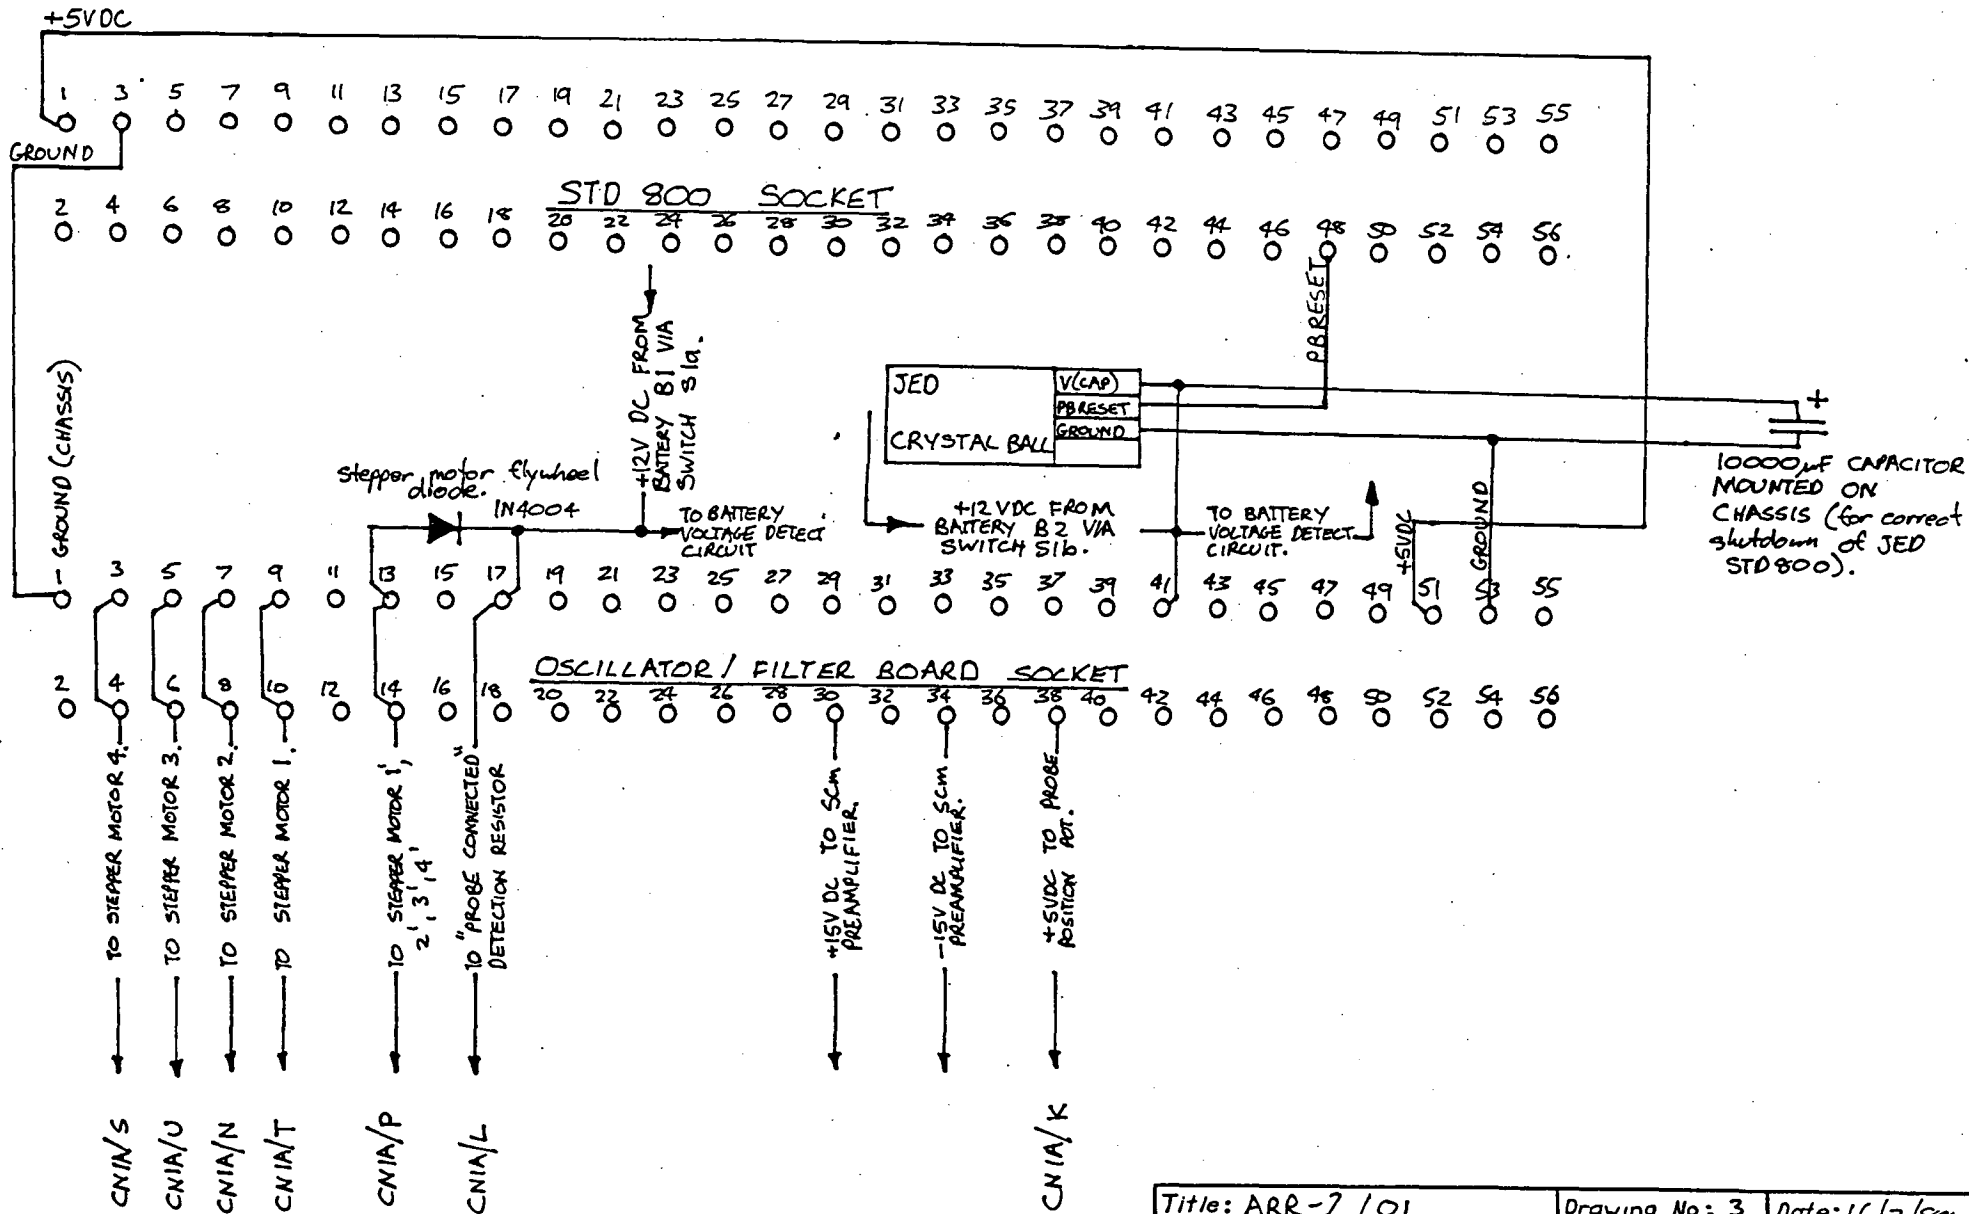 +5VDC
1 3 5 7 9 11 13 15 17 19 21 23 25 27 29 31 33 35 37 39 41 43 45 47 49 51 53 55
GROUND
STD 800 SOCKET
2 4 6 8 10 12 14 16 18 20 22 24 26 28 30 32 34 36 38 40 42 44 46 48 50 52 54 56
PBRESET
+12V DC FROM
BATTERY B1 VIA
SWITCH S1a.
GROUND (CHASSIS)
JED
CRYSTAL BALL
V(CAP)
PBRESET
GROUND
+
10000µF CAPACITOR
MOUNTED ON
CHASSIS (for correct
shutdown of JED
STD800).
stepper motor flywheel
diode.
IN4004
TO BATTERY
VOLTAGE DETECT
CIRCUIT
+12 VDC FROM
BATTERY B2 VIA
SWITCH S1b.
TO BATTERY
VOLTAGE DETECT
CIRCUIT.
+5VDC
GROUND
1 3 5 7 9 11 13 15 17 19 21 23 25 27 29 31 33 35 37 39 41 43 45 47 49 51 53 55
OSCILLATOR / FILTER BOARD SOCKET
2 4 6 8 10 12 14 16 18 20 22 24 26 28 30 32 34 36 38 40 42 44 46 48 50 52 54 56
TO STEPPER MOTOR 4.
TO STEPPER MOTOR 3.
TO STEPPER MOTOR 2.
TO STEPPER MOTOR 1.
TO STEPPER MOTOR 1',
2', 3', 4'
TO "PROBE CONNECTED"
DETECTION RESISTOR
+15V DC TO SCM
PREAMPLIFIER.
-15V DC TO SCM
PREAMPLIFIER.
+5VDC TO PROBE
POSITION POT.
CN1A/S
CN1A/U
CN1A/N
CN1A/T
CN1A/P
CN1A/L
CN1A/K
Title: ARR-2 / 01
Drawing No: 3
Date: 16/7/